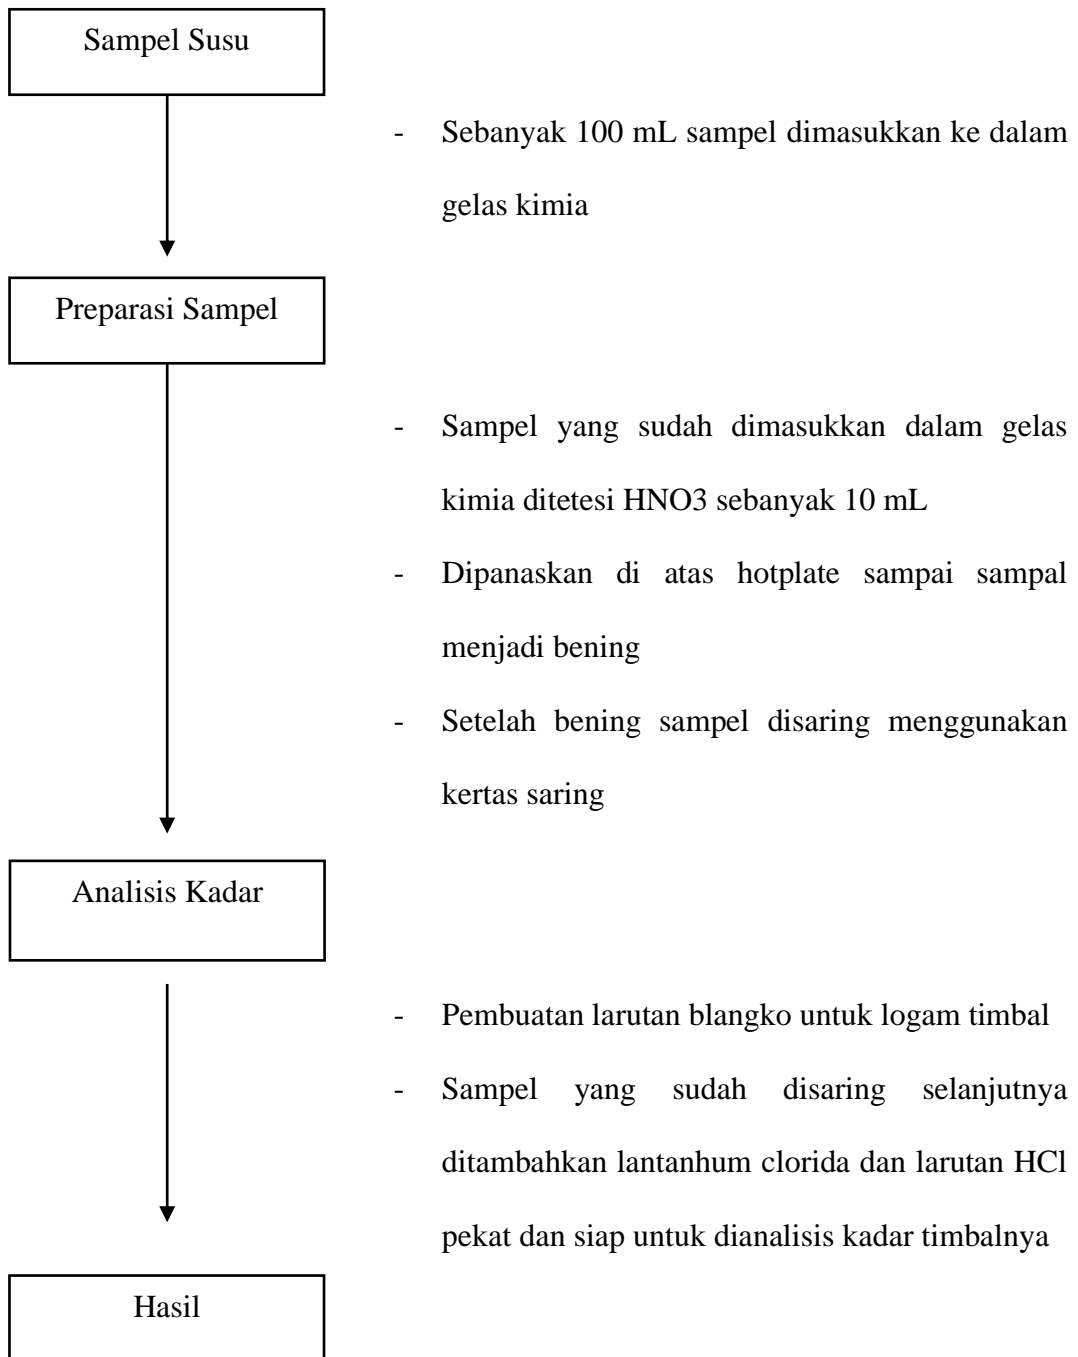 Sampel Susu
- Sebanyak 100 mL sampel dimasukkan ke dalam
gelas kimia
Preparasi Sampel
- Sampel yang sudah dimasukkan dalam gelas
kimia ditetesi HNO3 sebanyak 10 mL
- Dipanaskan di atas hotplate sampai sampal
menjadi bening
- Setelah bening sampel disaring menggunakan
kertas saring
Analisis Kadar
- Pembuatan larutan blangko untuk logam timbal
- Sampel yang sudah disaring selanjutnya
ditambahkan lantanhum clorida dan larutan HCl
pekat dan siap untuk dianalisis kadar timbalnya
Hasil